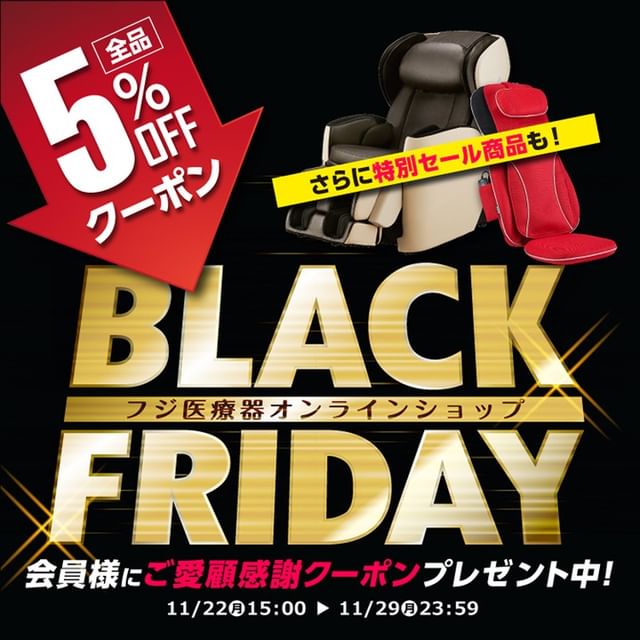 全品
5%OFF
クーポン
さらに特別セール商品も!
BLACK
フジ医療器オンラインショップ
FRIDAY
会員様にご愛顧感謝クーポンプレゼント中!
11/22㊊15:00 ▶ 11/29㊊23:59